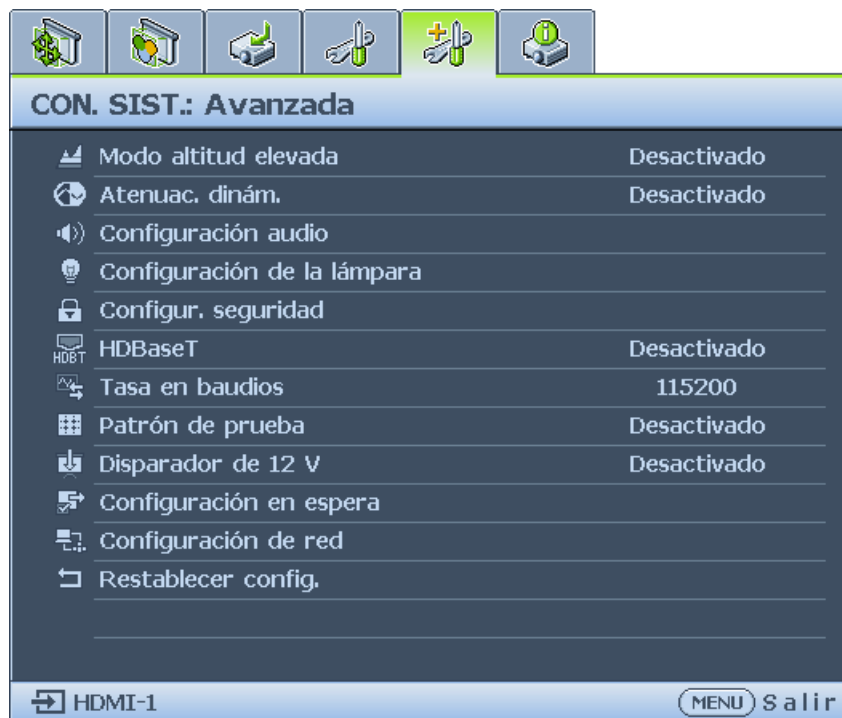 CON. SIST.: Avanzada
Modo altitud elevada Desactivado
Atenuac. dinám. Desactivado
Configuración audio
Configuración de la lámpara
Configur. seguridad
HDBT HDBaseT Desactivado
Tasa en baudios 115200
Patrón de prueba Desactivado
Disparador de 12 V Desactivado
Configuración en espera
Configuración de red
Restablecer config.
HDMI-1 MENU Salir